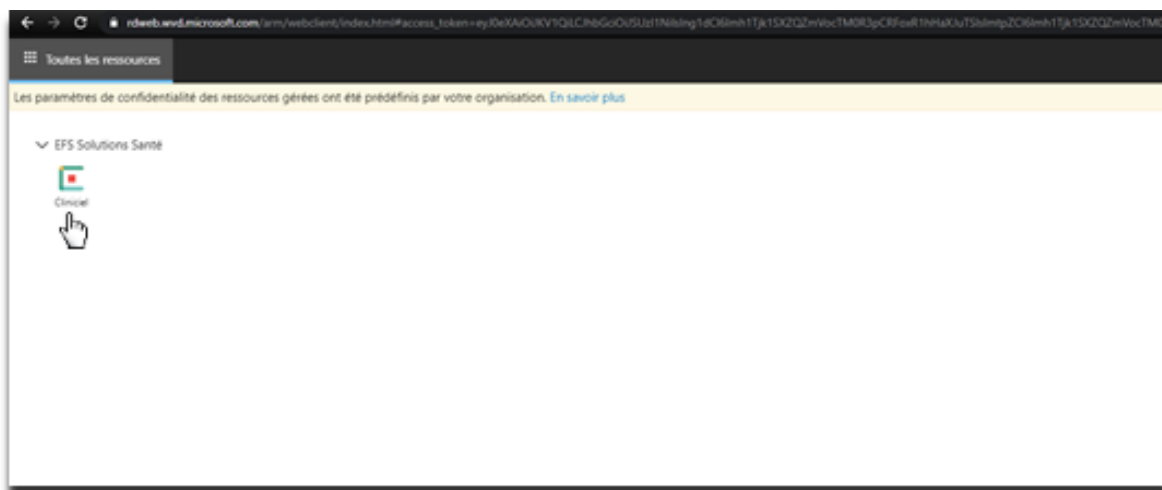 rdweb.wvd.microsoft.com/arm/webclient/index.html#access_token=
Toutes les ressources
Les paramètres de confidentialité des ressources gérées ont été prédéfinis par votre organisation. En savoir plus
EFS Solutions Santé
Cliniciel